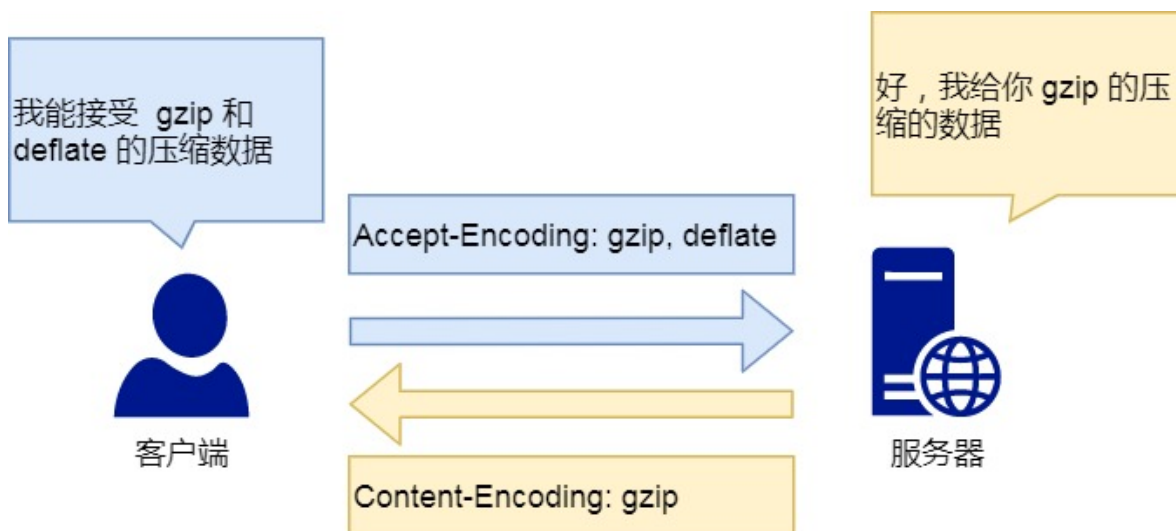 我能接受 gzip 和
deflate 的压缩数据
好，我给你 gzip 的压
缩的数据
Accept-Encoding: gzip, deflate
客户端
服务器
Content-Encoding: gzip